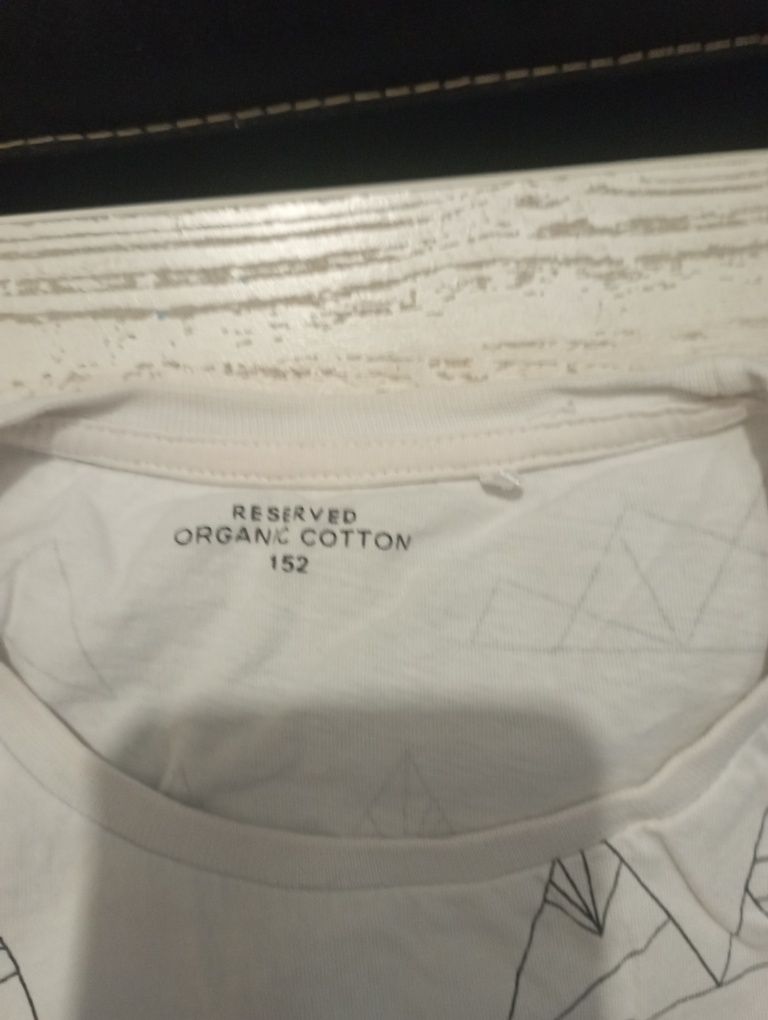 RESERVED
ORGANIC COTTON
152